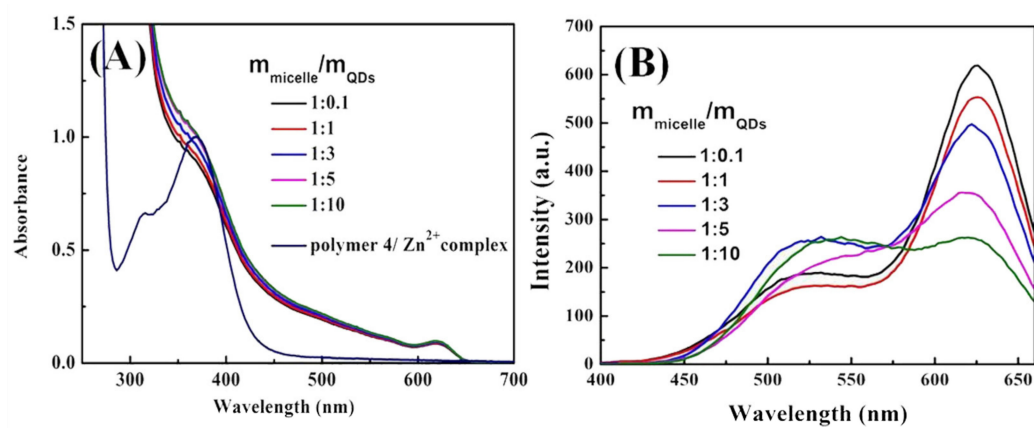 (A)
m_micelle/m_QDs
1:0.1
1:1
1:3
1:5
1:10
polymer 4/ Zn²⁺complex
Absorbance
1.5
1.0
0.5
0.0
300 400 500 600 700
Wavelength (nm)
(B)
m_micelle/m_QDs
1:0.1
1:1
1:3
1:5
1:10
Intensity (a.u.)
700
600
500
400
300
200
100
0
400 450 500 550 600 650
Wavelength (nm)